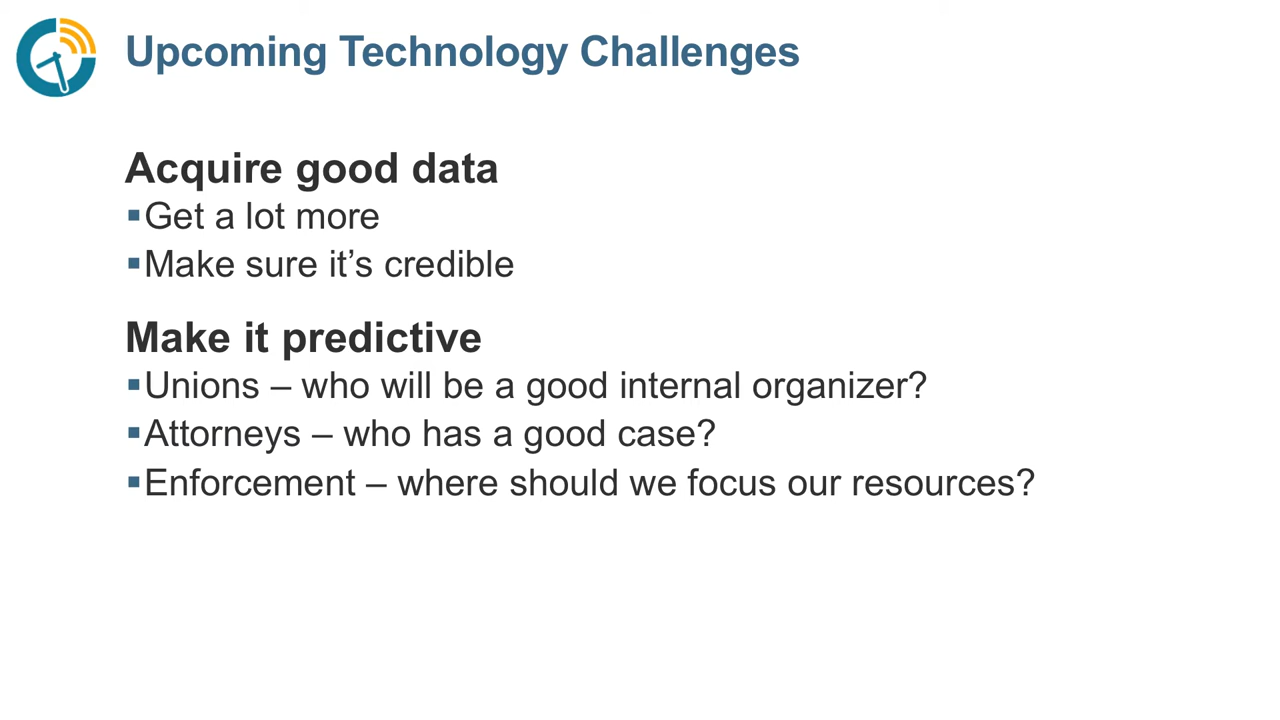 Upcoming Technology Challenges
Acquire good data
▪Get a lot more
▪Make sure it’s credible
Make it predictive
▪Unions – who will be a good internal organizer?
▪Attorneys – who has a good case?
▪Enforcement – where should we focus our resources?